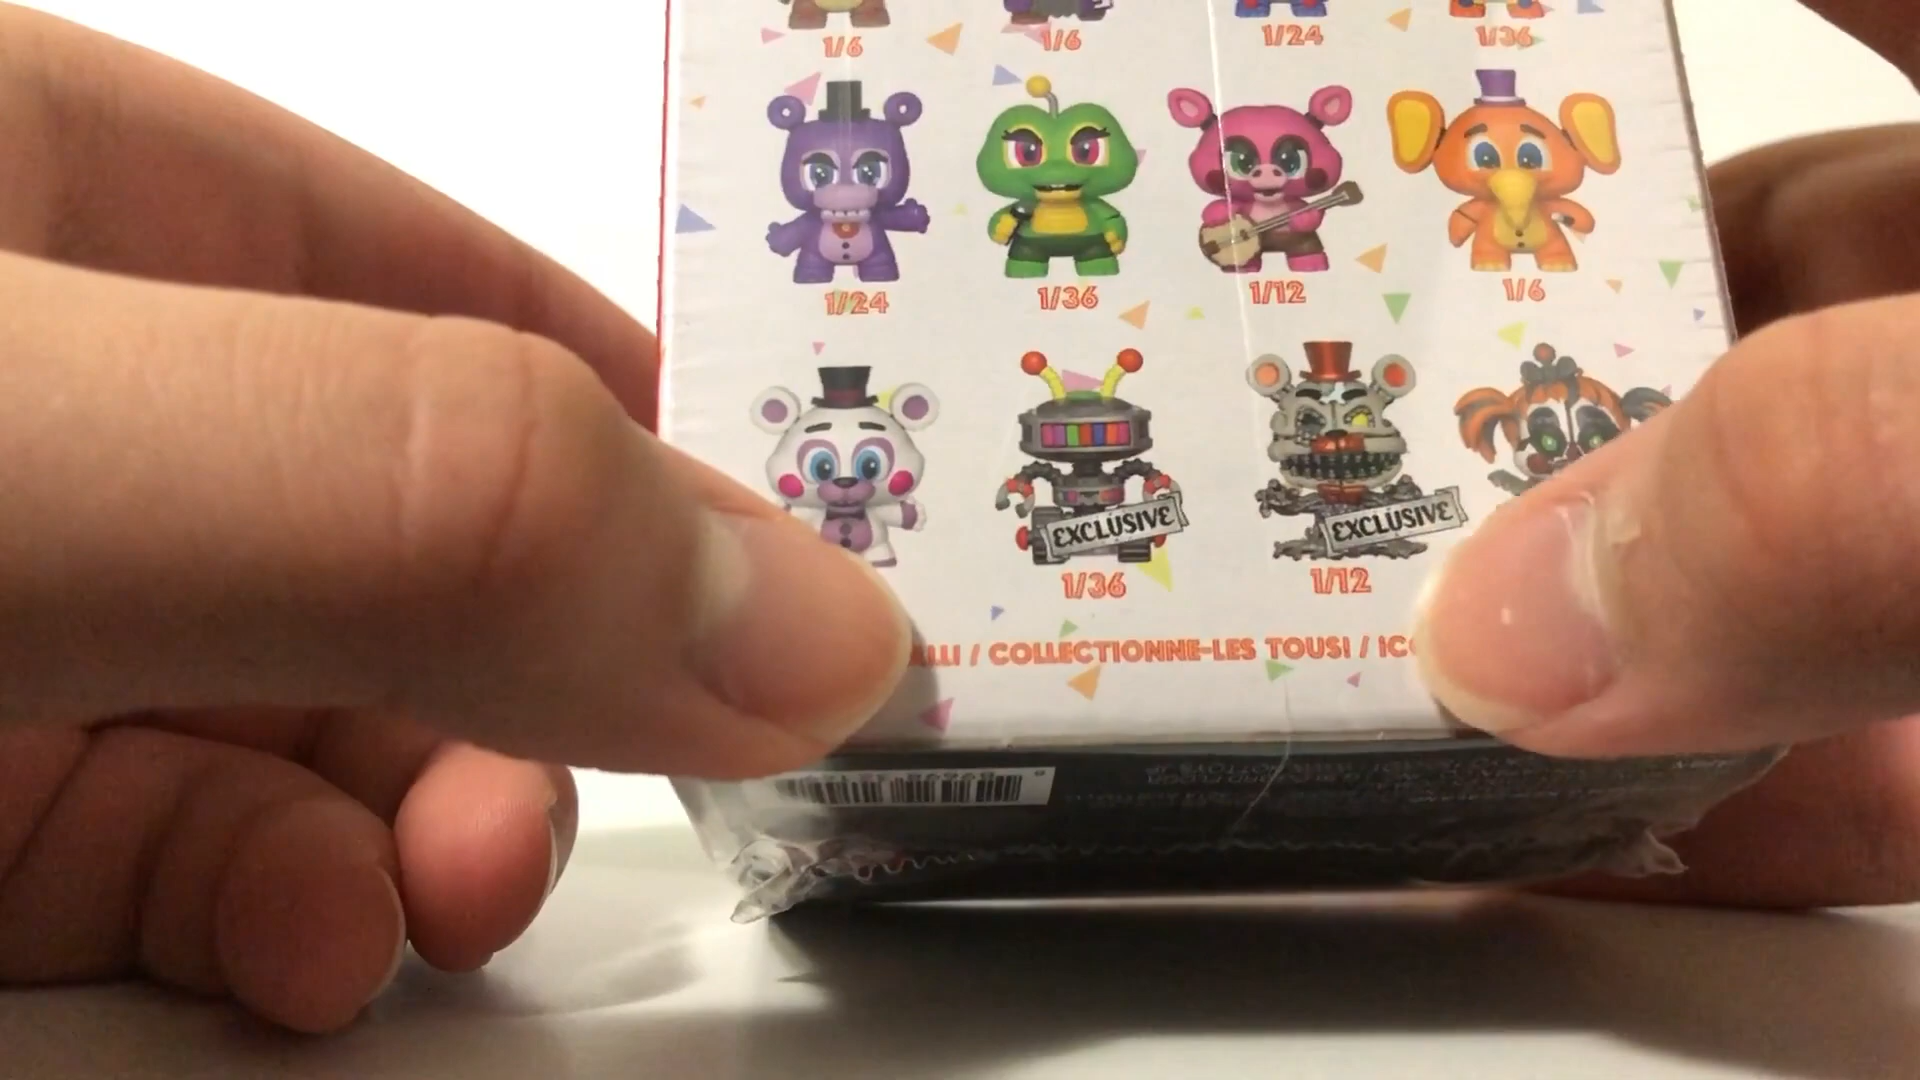 1/6 1/6 1/24 1/36
1/24 1/36 1/12 1/6
EXCLUSIVE EXCLUSIVE
1/36 1/12
/ COLLECTIONNE-LES TOUS! /